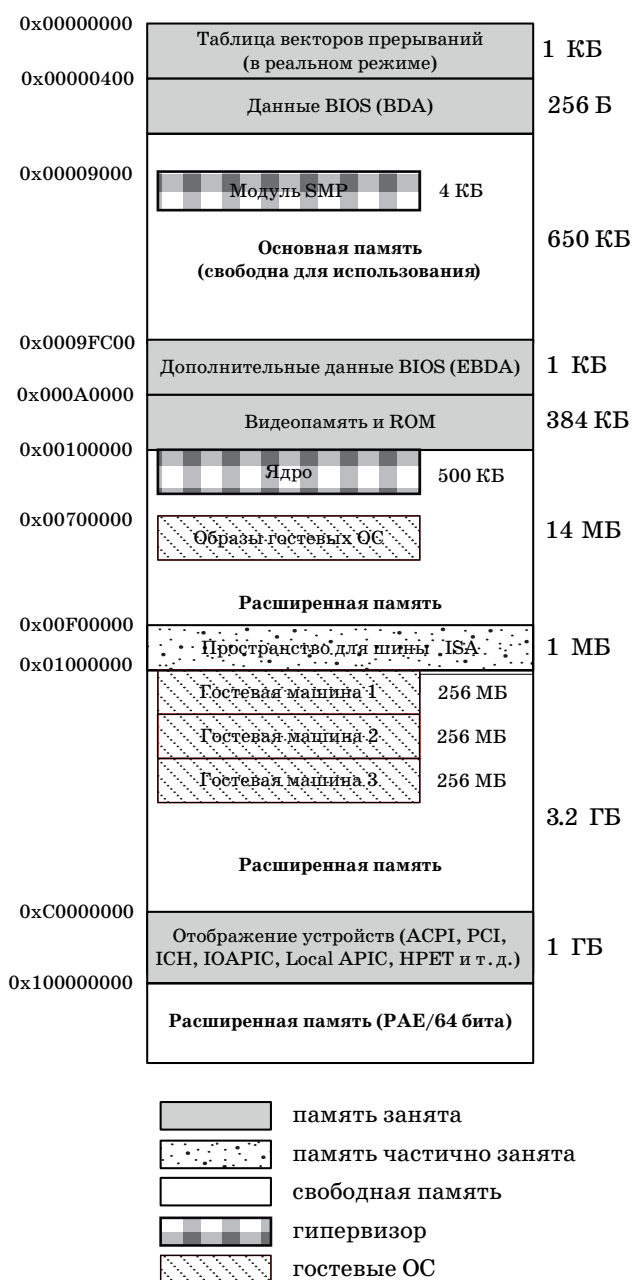 0x00000000
Таблица векторов прерываний
(в реальном режиме)
1 КБ
0x00000400
Данные BIOS (BDA)
256 Б
0x00009000
Модуль SMP
4 КБ
Основная память
(свободна для использования)
650 КБ
0x0009FC00
Дополнительные данные BIOS (EBDA)
1 КБ
0x000A0000
Видеопамять и ROM
384 КБ
0x00100000
Ядро
500 КБ
0x00700000
Образы гостевых ОС
14 МБ
Расширенная память
0x00F00000
Пространство для шины ISA
1 МБ
0x01000000
Гостевая машина 1
256 МБ
Гостевая машина 2
256 МБ
Гостевая машина 3
256 МБ
3.2 ГБ
Расширенная память
0xC0000000
Отображение устройств (ACPI, PCI,
ICH, IOAPIC, Local APIC, HPET и т.д.)
1 ГБ
0x100000000
Расширенная память (PAE/64 бита)
память занята
память частично занята
свободная память
гипервизор
гостевые ОС